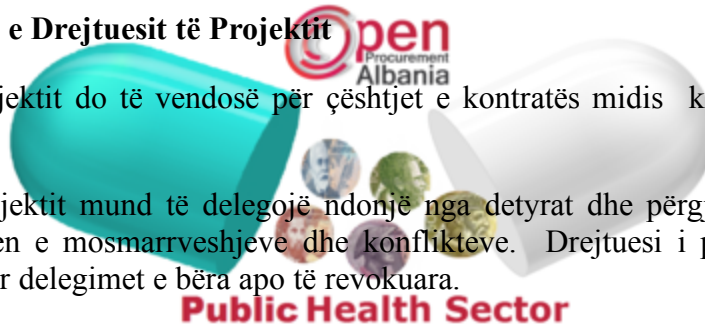 e Drejtuesit të Projektit
Open
Procurement
Albania
jektit do të vendosë për çështjet e kontratës midis k
jektit mund të delegojë ndonjë nga detyrat dhe përgj
en e mosmarrveshjeve dhe konflikteve. Drejtuesi i p
r delegimet e bëra apo të revokuara.
Public Health Sector